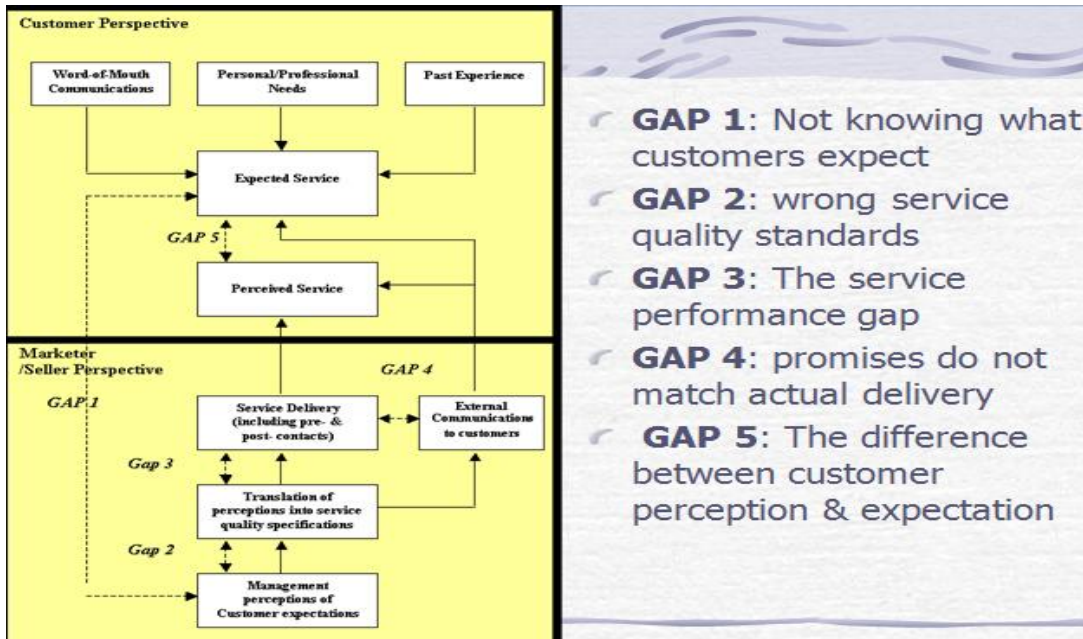 Customer Perspective
Word-of-Mouth
Communications
Personal/Professional
Needs
Past Experience
Expected Service
GAP 5
Perceived Service
Marketer
/Seller Perspective
GAP 4
GAP 1
Service Delivery
(including pre- &
post- contacts)
External
Communications
to customers
Gap 3
Translation of
perceptions into service
quality specifications
Gap 2
Management
perceptions of
Customer expectations
GAP 1: Not knowing what
customers expect
GAP 2: wrong service
quality standards
GAP 3: The service
performance gap
GAP 4: promises do not
match actual delivery
GAP 5: The difference
between customer
perception & expectation